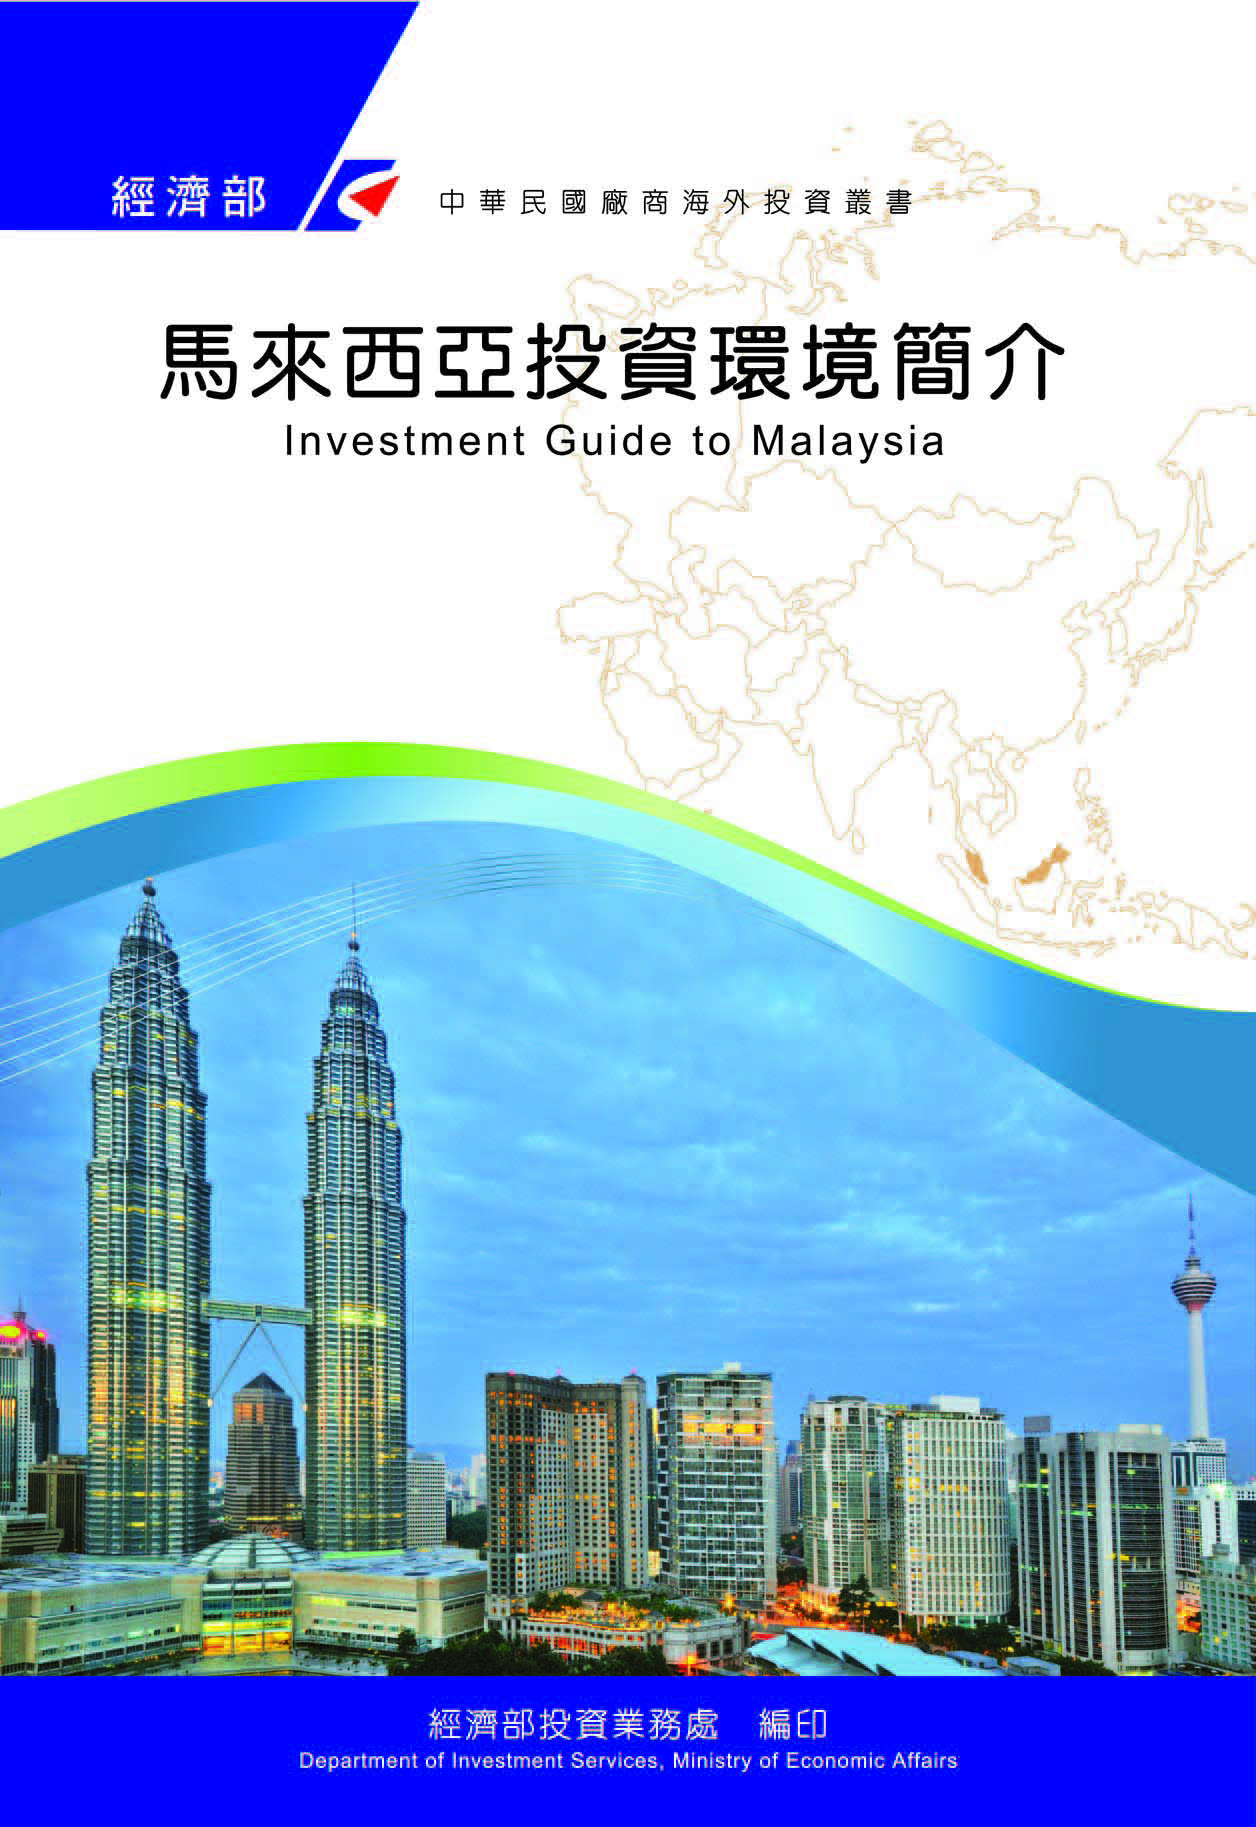 經濟部
中華民國廠商海外投資叢書
馬來西亞投資環境簡介
Investment Guide to Malaysia
經濟部投資業務處　編印
Department of Investment Services, Ministry of Economic Affairs